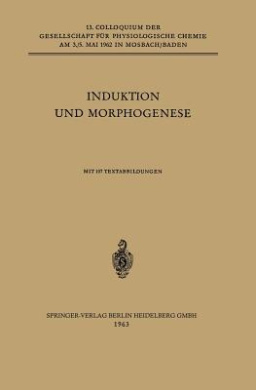 13. COLLOQUIUM DER
GESELLSCHAFT FÜR PHYSIOLOGISCHE CHEMIE
AM 3./5. MAI 1962 IN MOSBACH/BADEN
INDUKTION
UND MORPHOGENESE
MIT TEXTABBILDUNGEN
SPRINGER-VERLAG BERLIN HEIDELBERG GMBH
1963